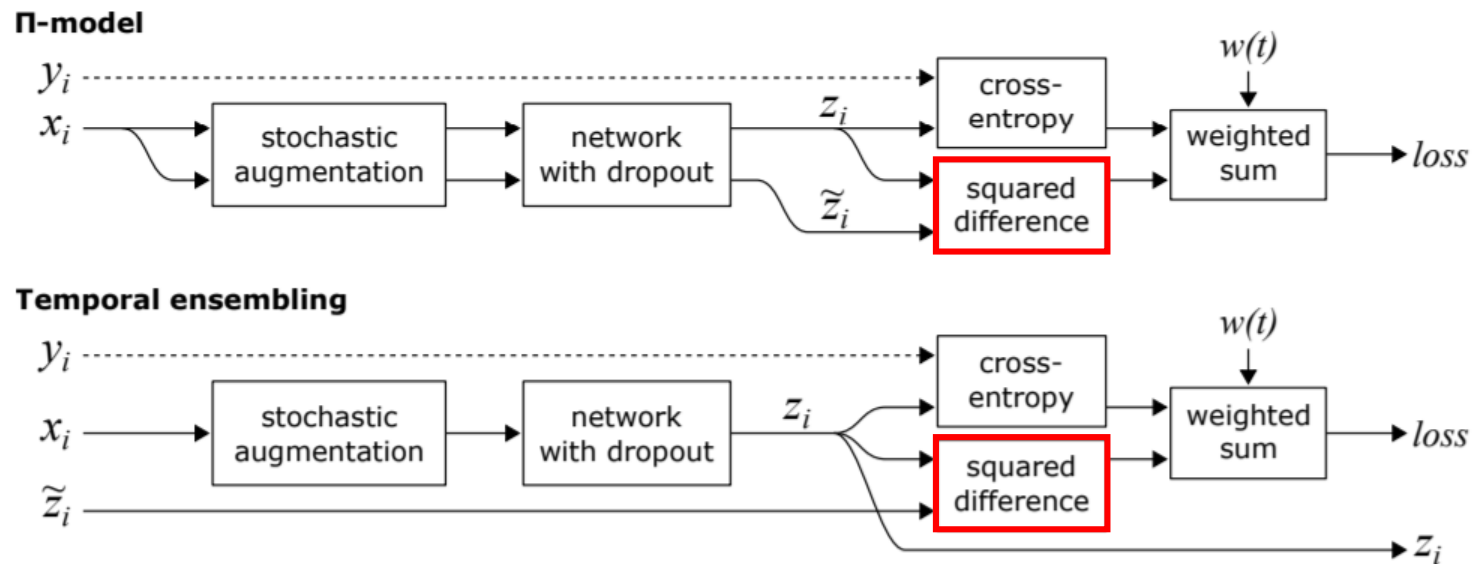 Π-model
w(t)
y_i
cross-
entropy
x_i
stochastic
augmentation
network
with dropout
z_i
weighted
sum
loss
squared
difference
z̃_i
Temporal ensembling
w(t)
y_i
cross-
entropy
x_i
stochastic
augmentation
network
with dropout
z_i
weighted
sum
loss
squared
difference
z̃_i
z_i